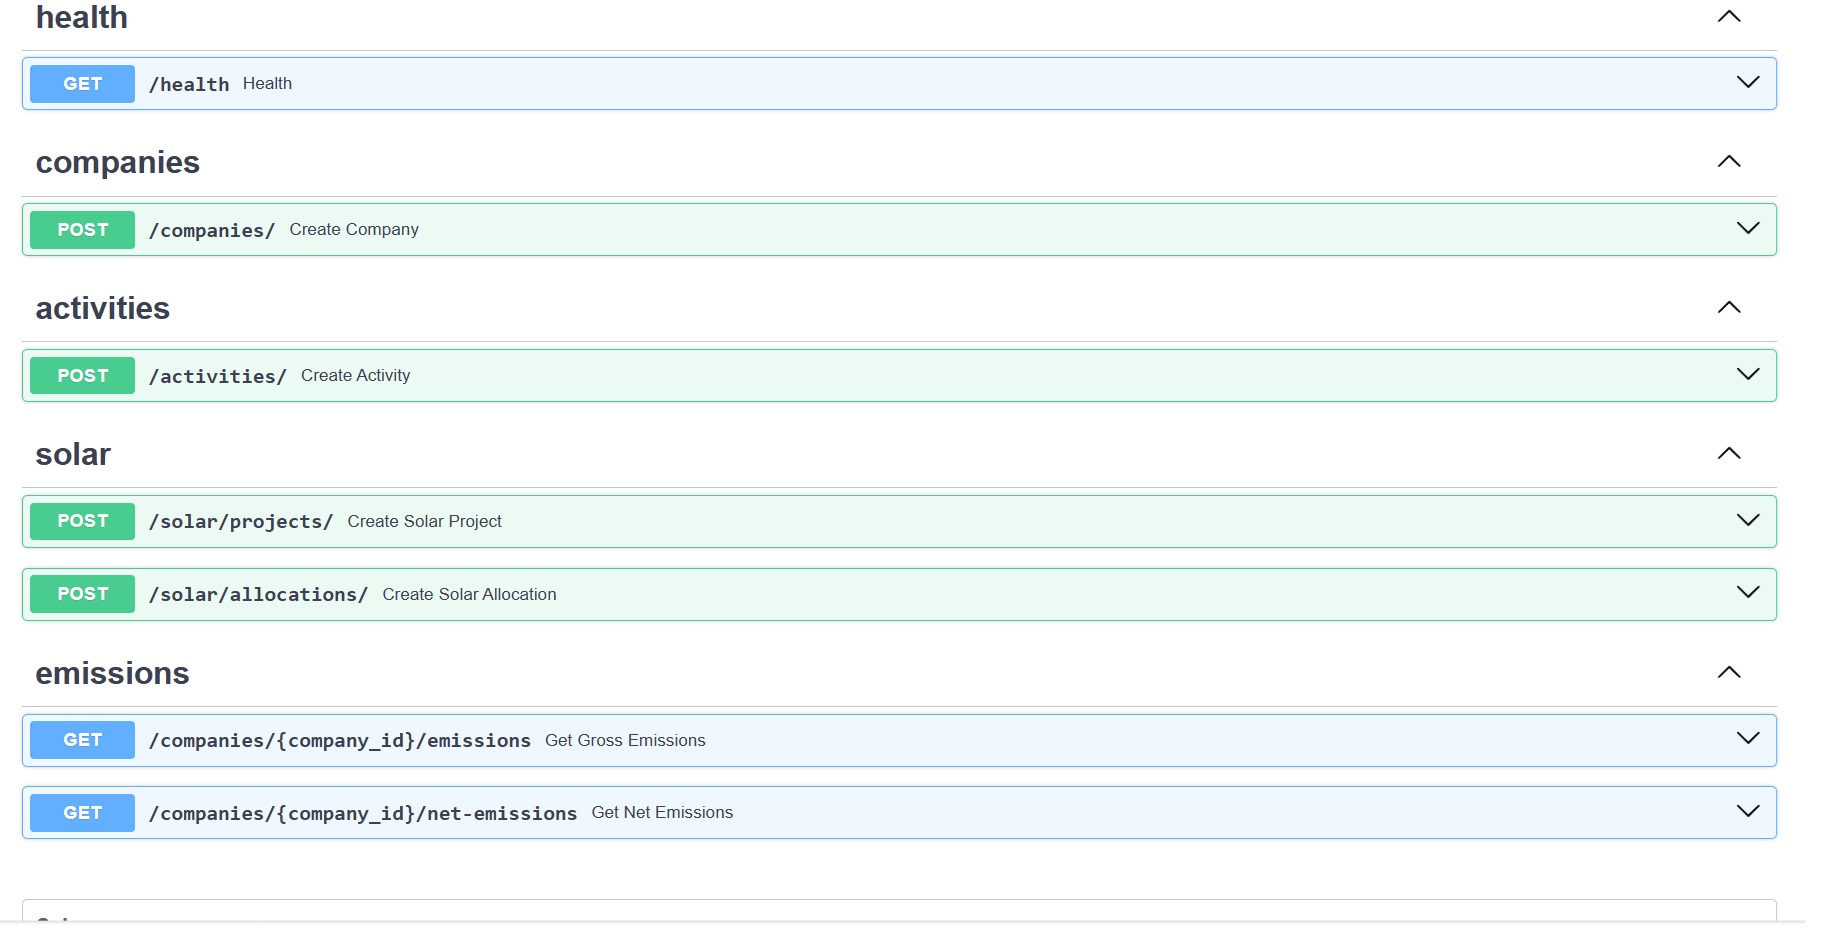 health
GET /health Health
companies
POST /companies/ Create Company
activities
POST /activities/ Create Activity
solar
POST /solar/projects/ Create Solar Project
POST /solar/allocations/ Create Solar Allocation
emissions
GET /companies/{company_id}/emissions Get Gross Emissions
GET /companies/{company_id}/net-emissions Get Net Emissions